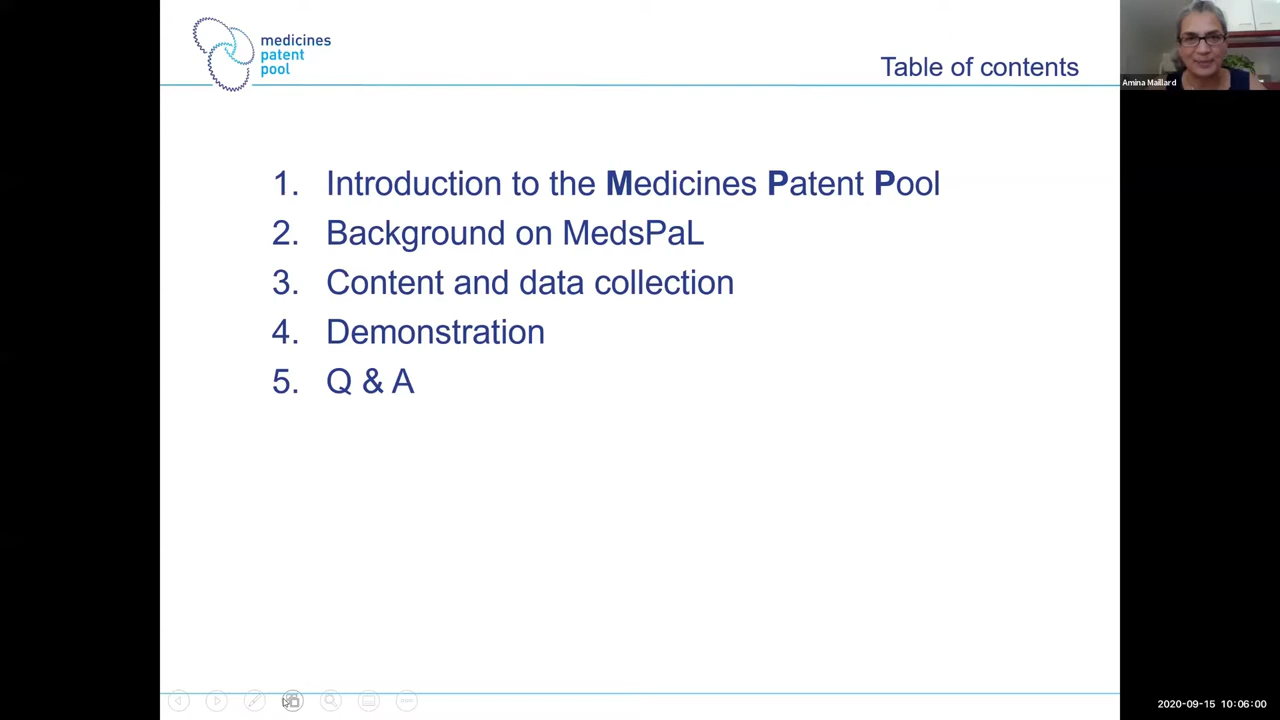 medicines
patent
pool
Table of contents
Amina Maillard
1. Introduction to the Medicines Patent Pool
2. Background on MedsPaL
3. Content and data collection
4. Demonstration
5. Q & A
2020-09-15 10:06:00